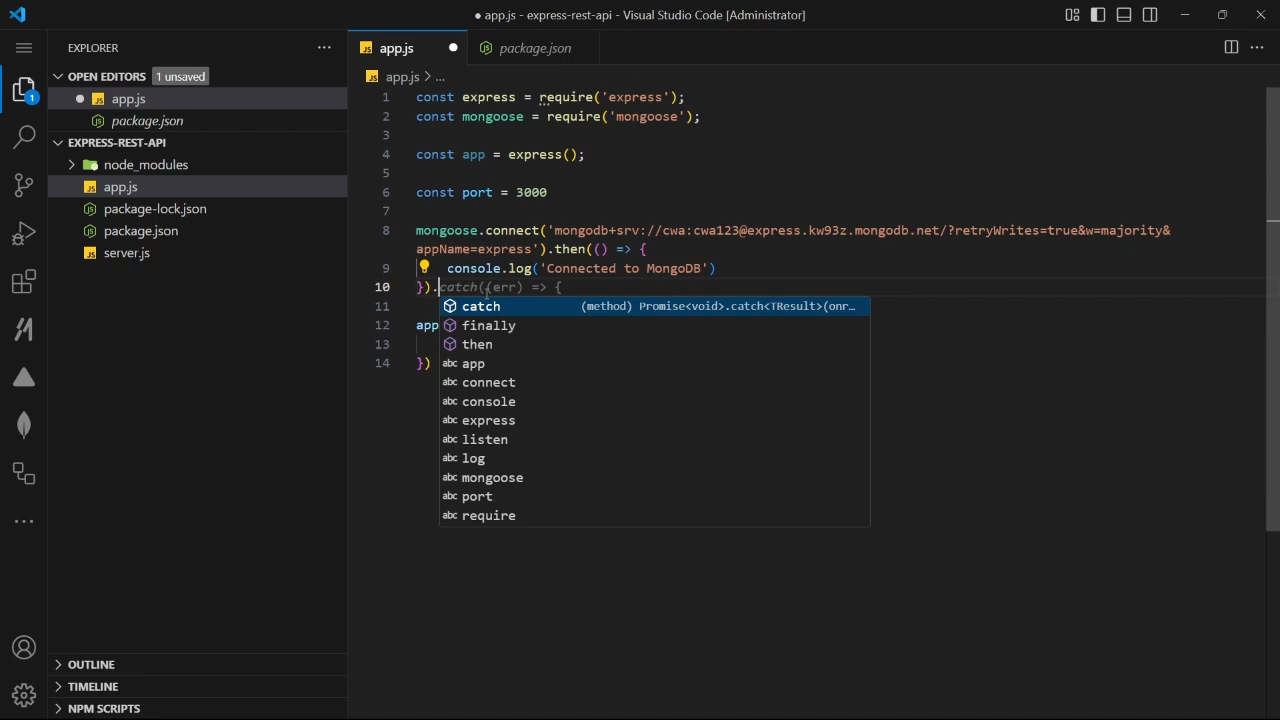 ● app.js - express-rest-api - Visual Studio Code [Administrator]
EXPLORER
OPEN EDITORS 1 unsaved
app.js
package.json
EXPRESS-REST-API
node_modules
app.js
package-lock.json
package.json
server.js
OUTLINE
TIMELINE
NPM SCRIPTS
1
app.js
package.json
app.js > ...
1 const express = require('express');
2 const mongoose = require('mongoose');
3
4 const app = express();
5
6 const port = 3000
7
8 mongoose.connect('mongodb+srv://cwa:cwa123@express.kw93z.mongodb.net/?retryWrites=true&w=majority&
appName=express').then(() => {
9 console.log('Connected to MongoDB')
10 }).catch((err) => {
11
12 app
13
14 })
catch (method) Promise<void>.catch<TResult>(onr…
finally
then
abc app
abc connect
abc console
abc express
abc listen
abc log
abc mongoose
abc port
abc require